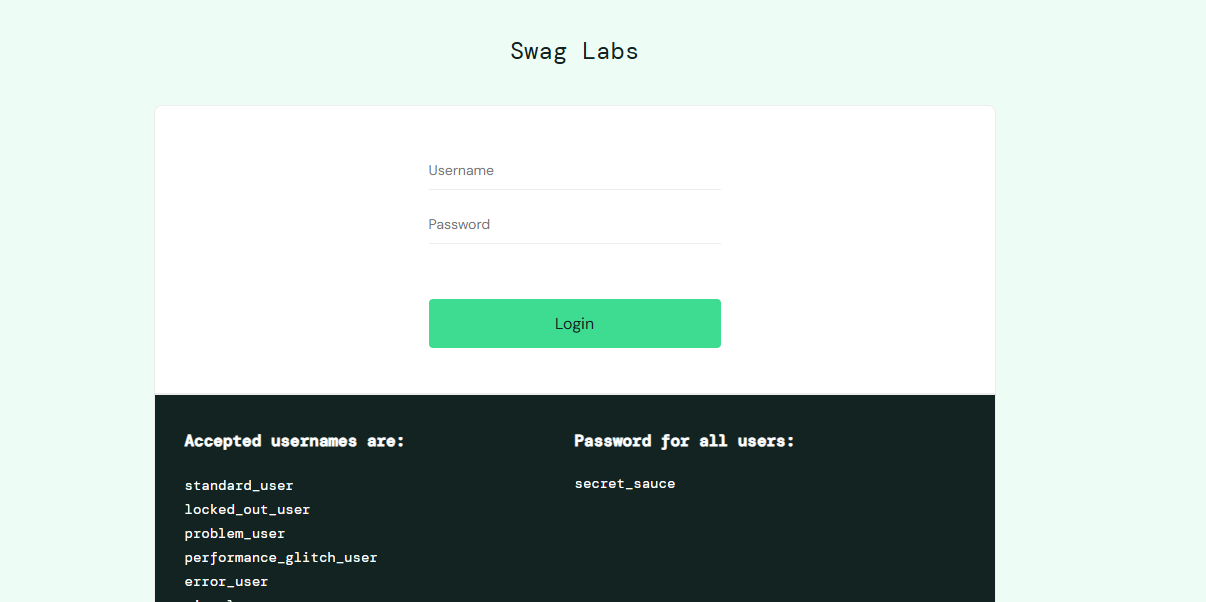 Swag Labs
Username
Password
Login
Accepted usernames are:
standard_user
locked_out_user
problem_user
performance_glitch_user
error_user
Password for all users:
secret_sauce